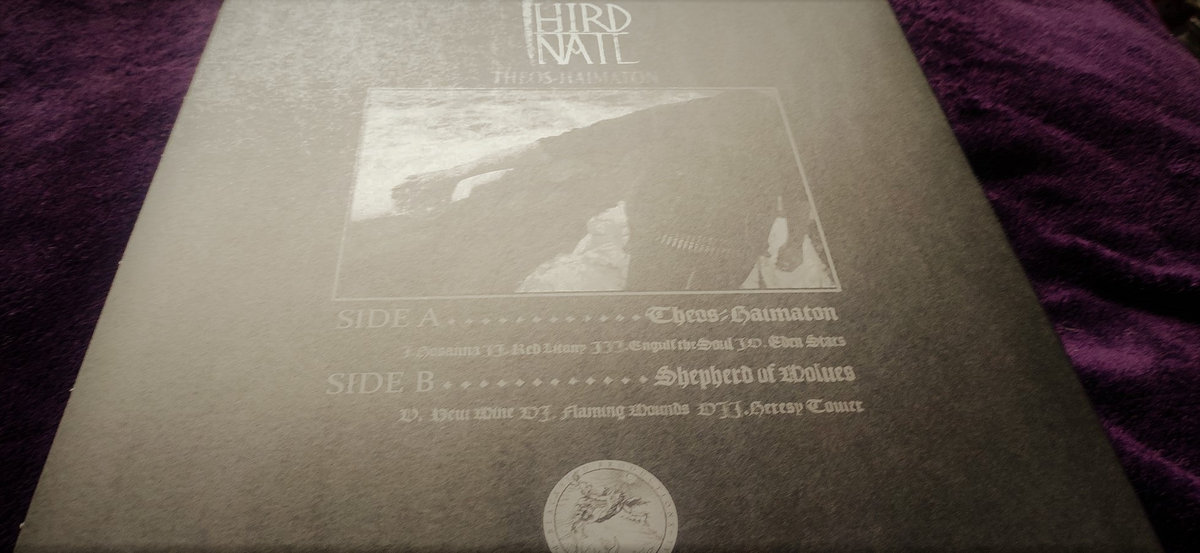 THIRD
NAIL
THEOS-HAIMATON
SIDE A.............Theos-Haimaton
I. Hosanna II. Red Litany III. Engulf the Soul IV. Eden Stars
SIDE B.............Shepherd of Wolves
V. New Wine VI. Flaming Wounds VII. Heresy Tower